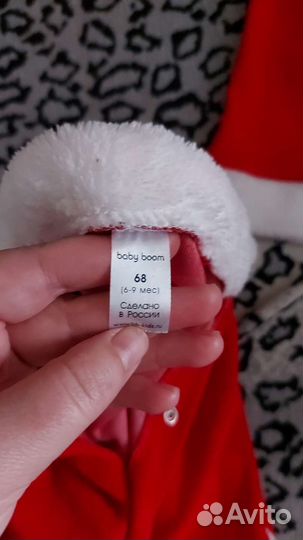 baby boom
68
(6-9 мес)
Сделано
в России
Avito